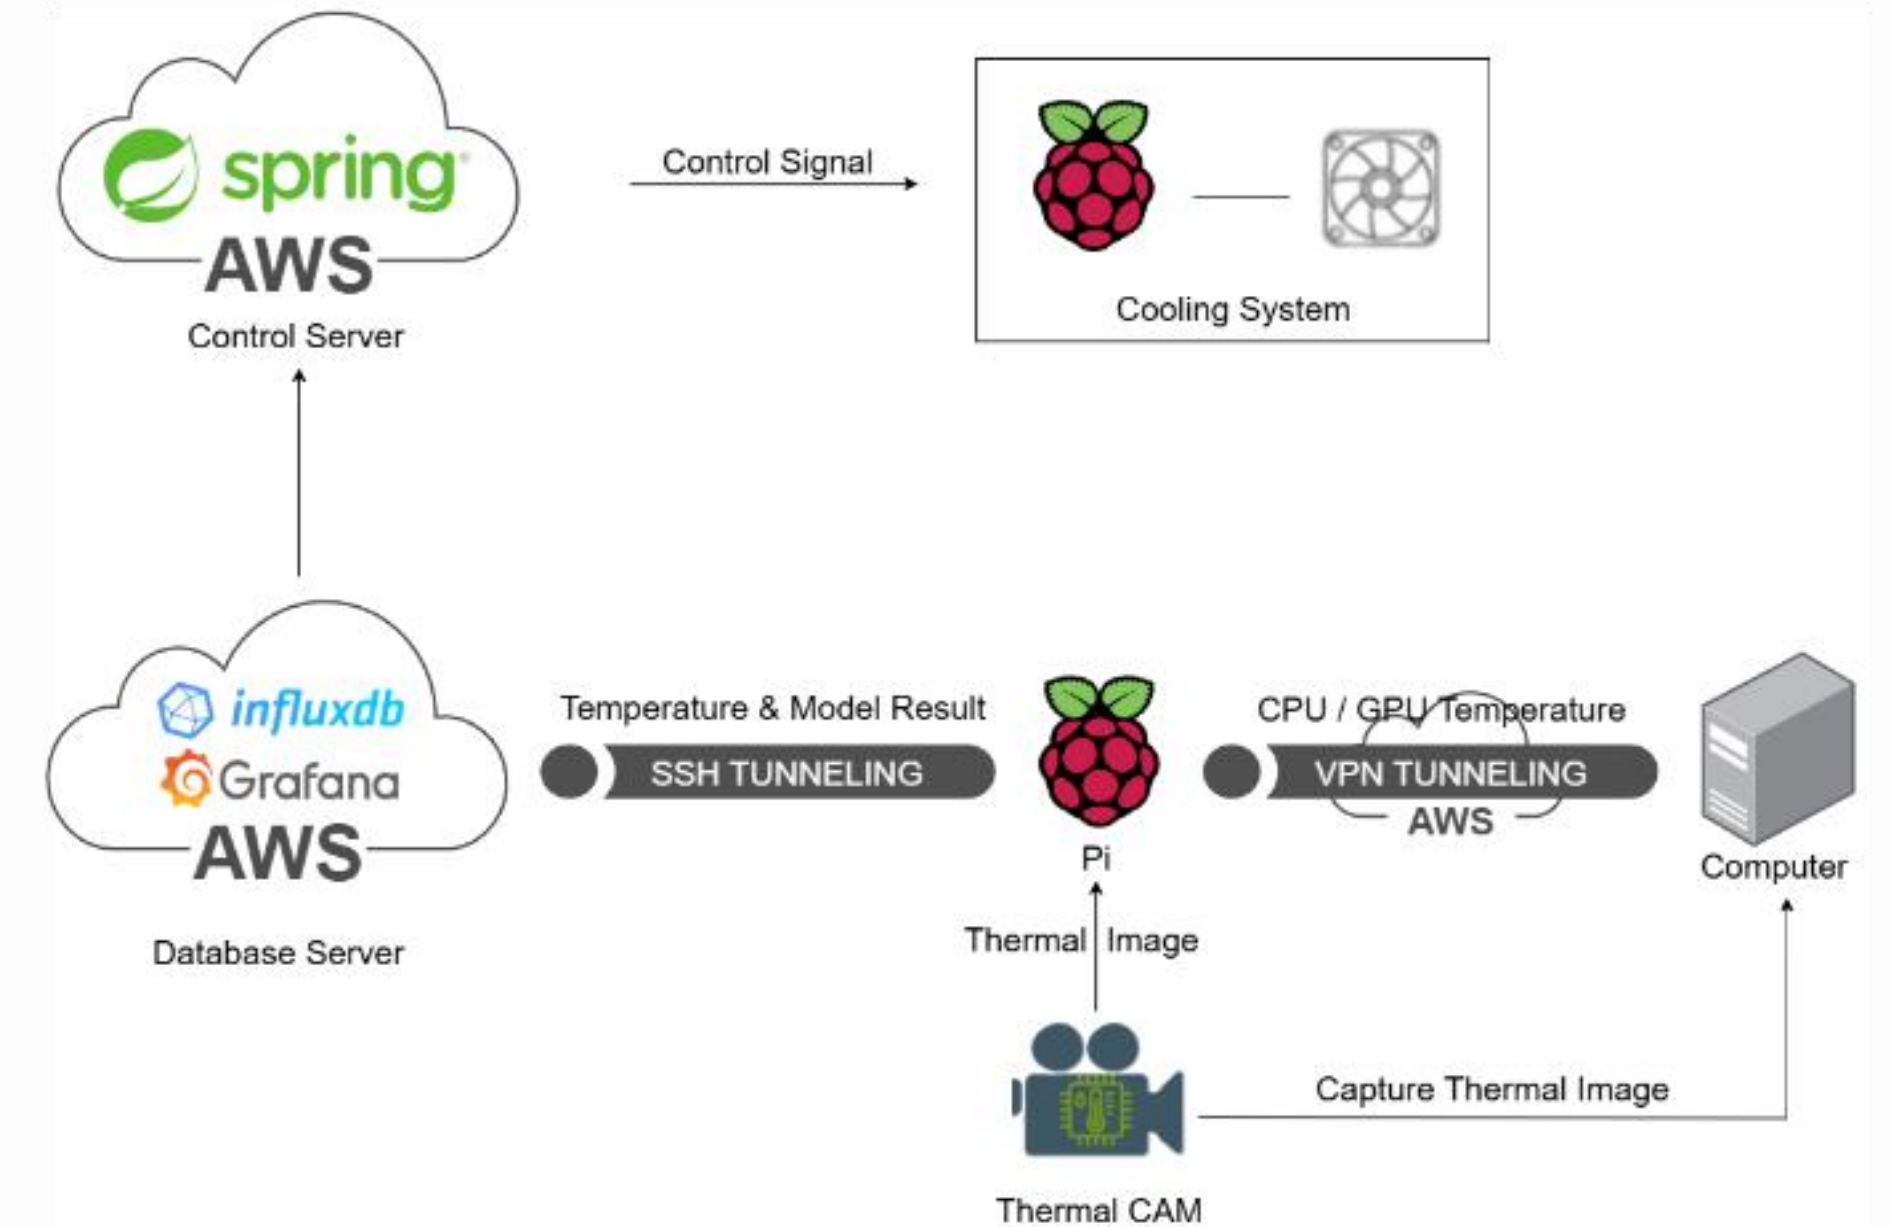 spring
AWS
Control Server
Control Signal
Cooling System
influxdb
Grafana
AWS
Database Server
Temperature & Model Result
SSH TUNNELING
Pi
CPU / GPU Temperature
VPN TUNNELING
AWS
Computer
Thermal Image
Capture Thermal Image
Thermal CAM